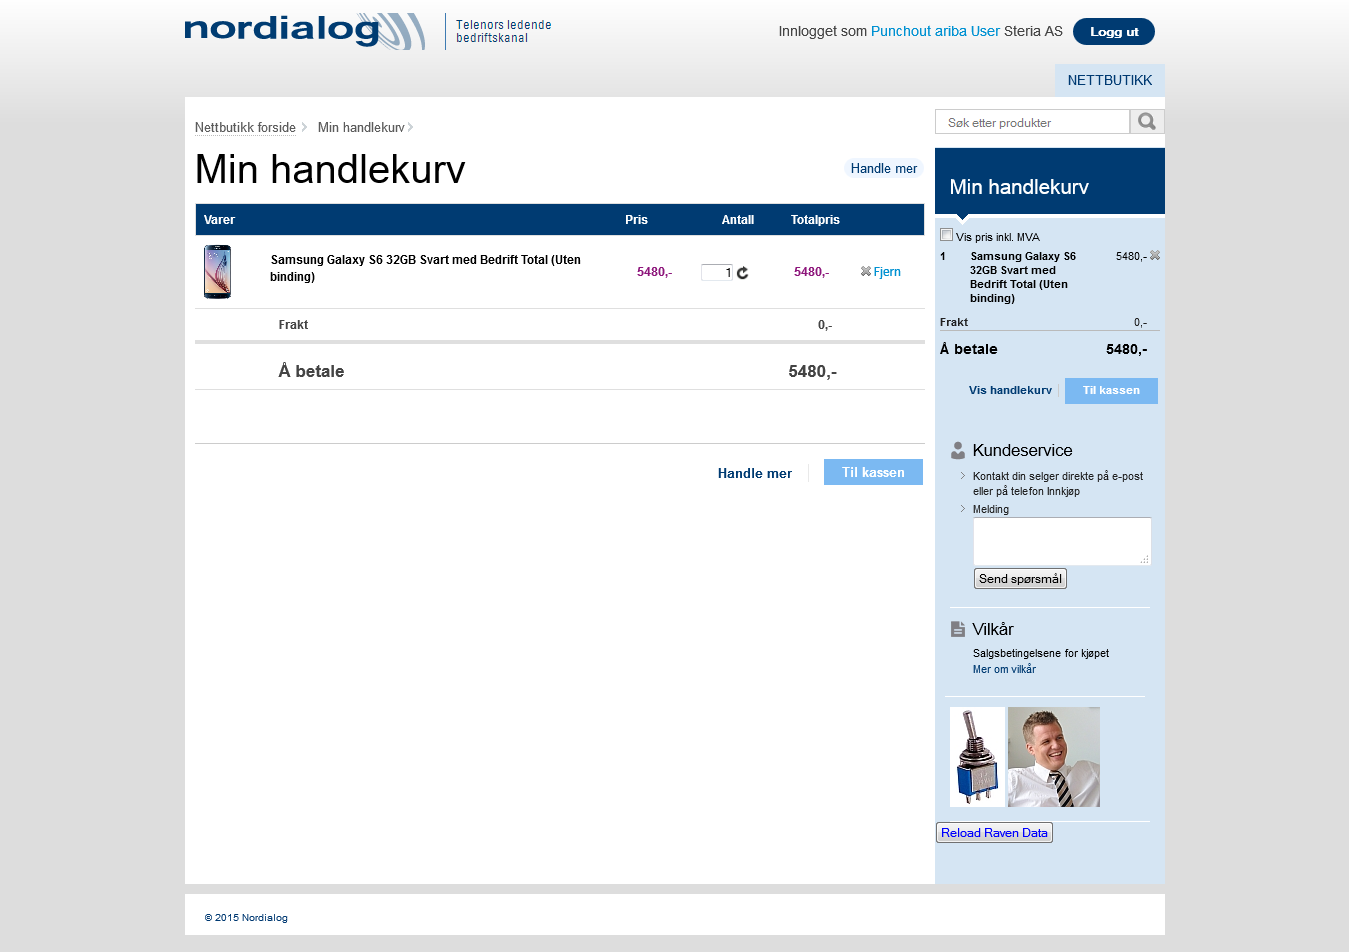 nordialog
Telenors ledende
bedriftskanal
Innlogget som Punchout ariba User Steria AS
Logg ut
NETTBUTIKK
Nettbutikk forside
Min handlekurv
Søk etter produkter
Min handlekurv
Handle mer
Varer Pris Antall Totalpris
Samsung Galaxy S6 32GB Svart med Bedrift Total (Uten
binding)
5480,- 1 5480,- Fjern
Frakt 0,-
Å betale 5480,-
Handle mer
Til kassen
Min handlekurv
Vis pris inkl. MVA
1 Samsung Galaxy S6 5480,-
32GB Svart med
Bedrift Total (Uten
binding)
Frakt 0,-
Å betale 5480,-
Vis handlekurv
Til kassen
Kundeservice
Kontakt din selger direkte på e-post
eller på telefon Innkjøp
Melding
Send spørsmål
Vilkår
Salgsbetingelsene for kjøpet
Mer om vilkår
Reload Raven Data
© 2015 Nordialog